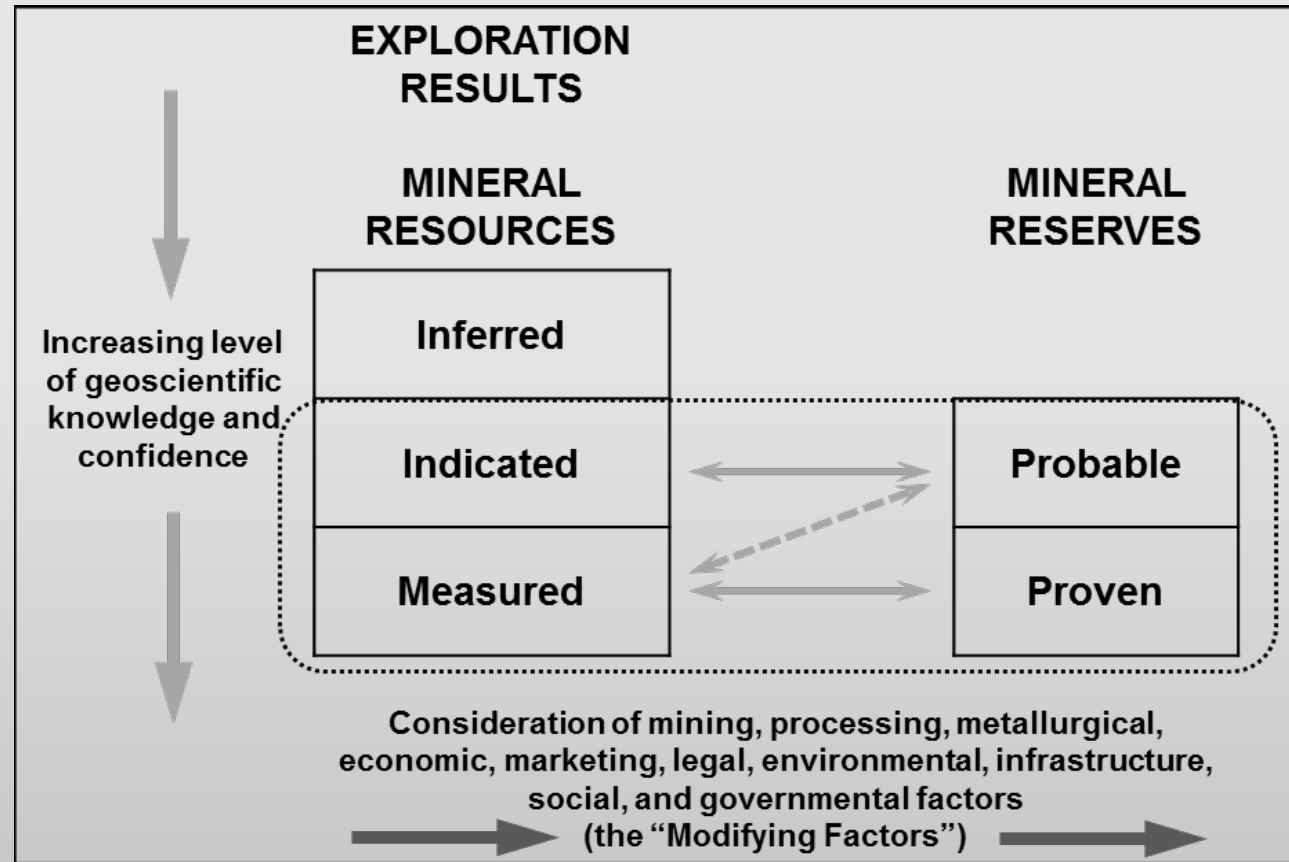 EXPLORATION
RESULTS
MINERAL
RESOURCES
MINERAL
RESERVES
Increasing level
of geoscientific
knowledge and
confidence
Inferred
Indicated
Probable
Measured
Proven
Consideration of mining, processing, metallurgical,
economic, marketing, legal, environmental, infrastructure,
social, and governmental factors
(the “Modifying Factors”)